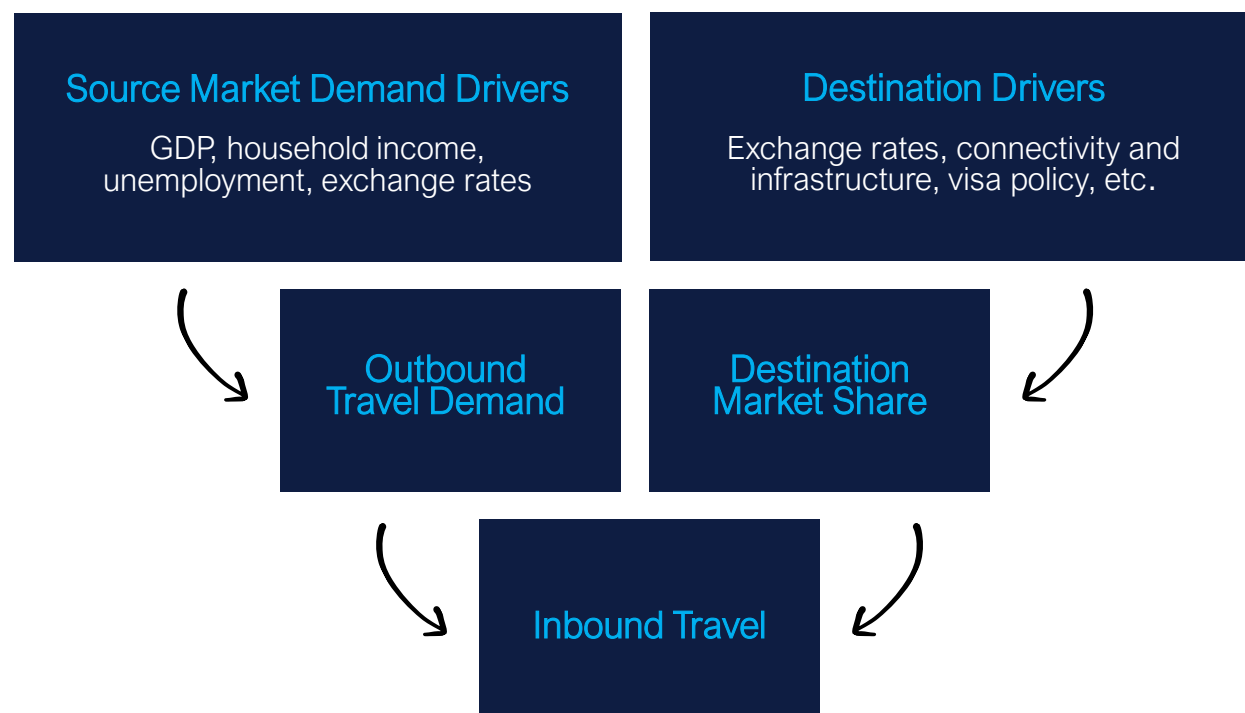 Source Market Demand Drivers
GDP, household income,
unemployment, exchange rates
Destination Drivers
Exchange rates, connectivity and
infrastructure, visa policy, etc.
Outbound
Travel Demand
Destination
Market Share
Inbound Travel